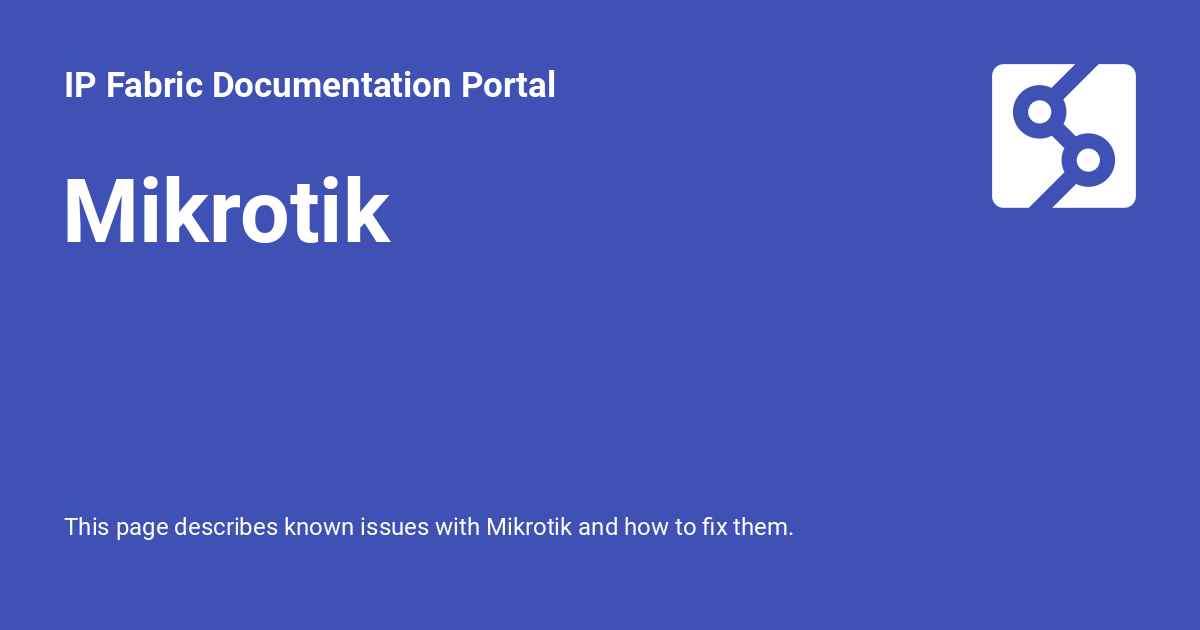 IP Fabric Documentation Portal
Mikrotik
This page describes known issues with Mikrotik and how to fix them.